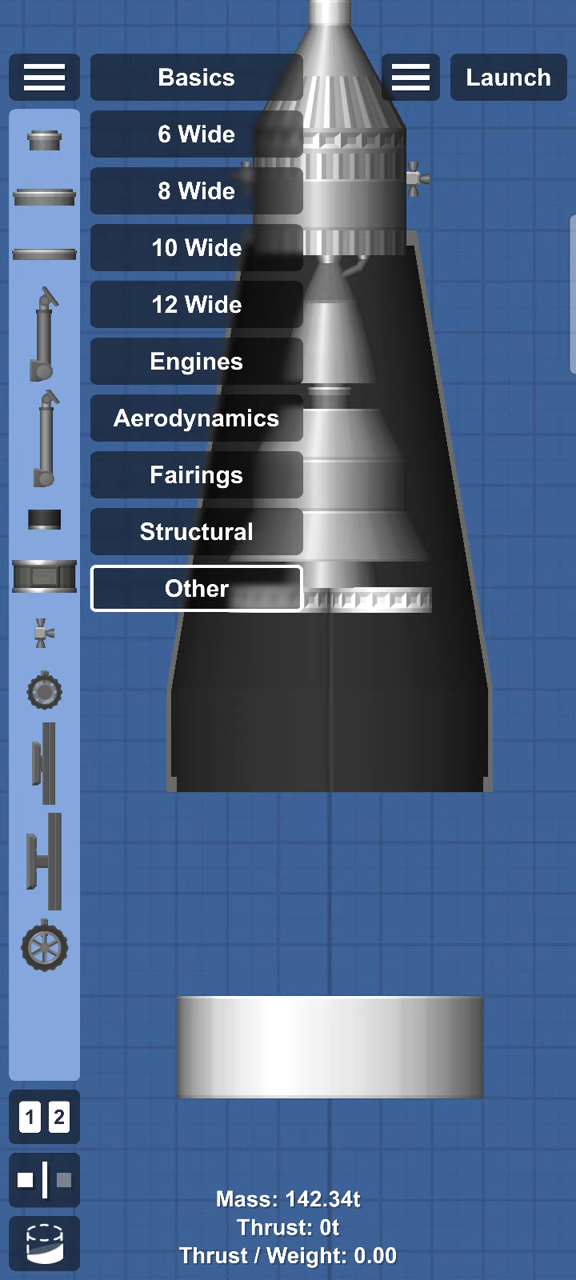 Basics
Launch
6 Wide
8 Wide
10 Wide
12 Wide
Engines
Aerodynamics
Fairings
Structural
Other
1 2
Mass: 142.34t
Thrust: 0t
Thrust / Weight: 0.00